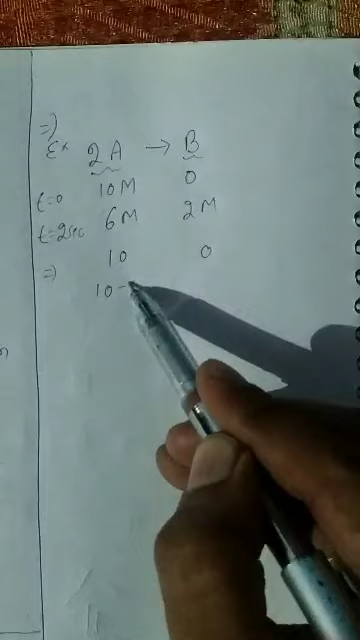 =)
Ex 2A → B
t=0 10M 0
t=2sec 6M 2M
=) 10 0
10-